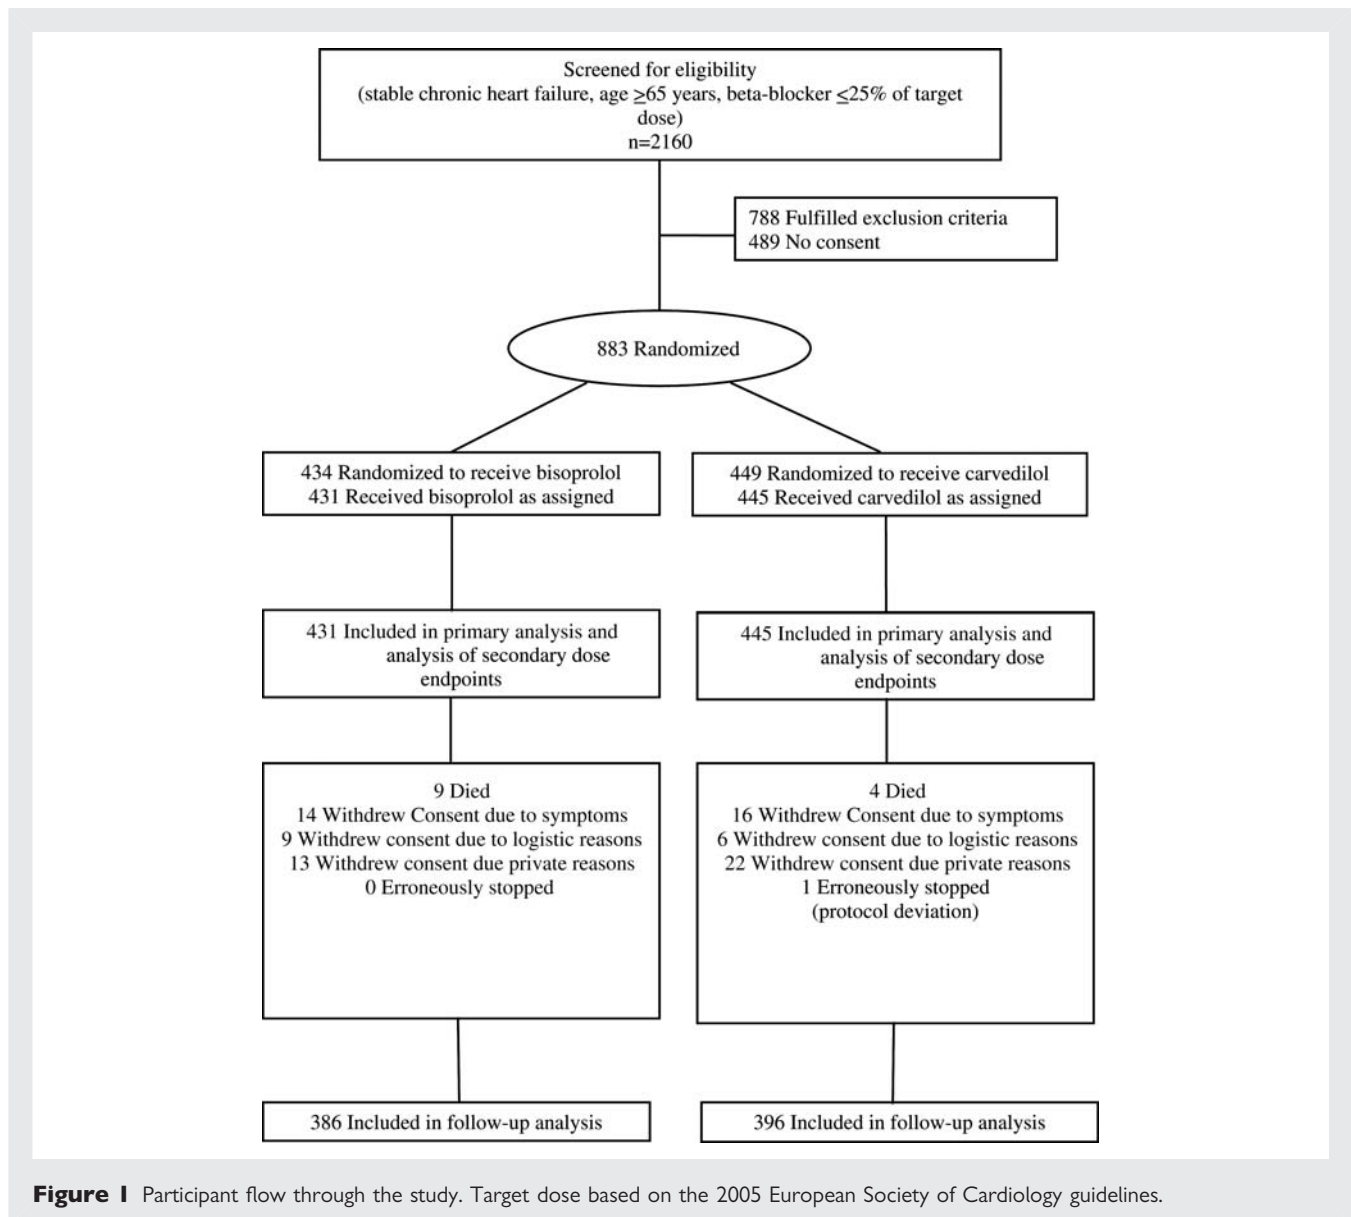 Screened for eligibility
(stable chronic heart failure, age ≥65 years, beta-blocker ≤25% of target
dose)
n=2160
788 Fulfilled exclusion criteria
489 No consent
883 Randomized
434 Randomized to receive bisoprolol
431 Received bisoprolol as assigned
449 Randomized to receive carvedilol
445 Received carvedilol as assigned
431 Included in primary analysis and
analysis of secondary dose
endpoints
445 Included in primary analysis and
analysis of secondary dose
endpoints
9 Died
14 Withdrew Consent due to symptoms
9 Withdrew consent due to logistic reasons
13 Withdrew consent due private reasons
0 Erroneously stopped
4 Died
16 Withdrew Consent due to symptoms
6 Withdrew consent due to logistic reasons
22 Withdrew consent due private reasons
1 Erroneously stopped
(protocol deviation)
386 Included in follow-up analysis
396 Included in follow-up analysis
Figure 1 Participant flow through the study. Target dose based on the 2005 European Society of Cardiology guidelines.